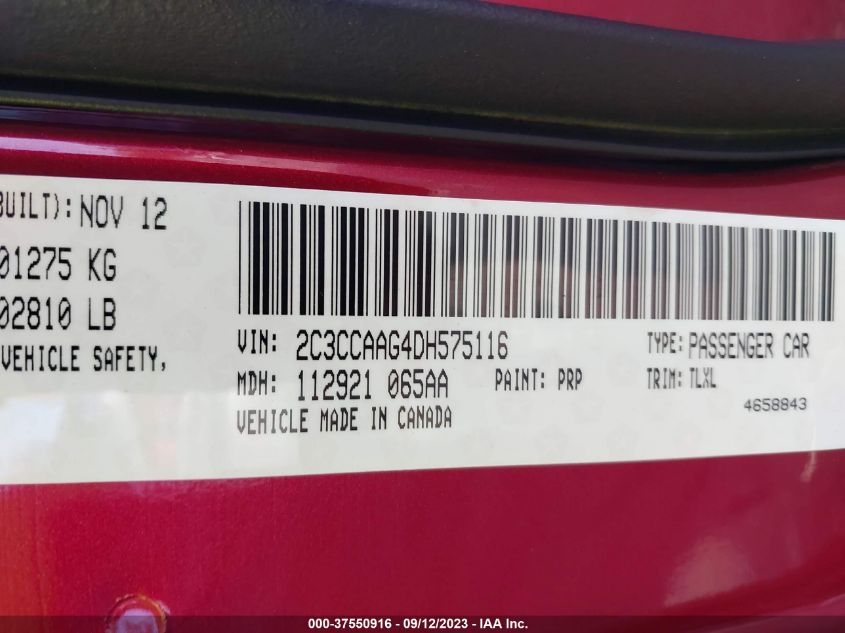 BUILT): NOV 12
01275 KG
02810 LB
VEHICLE SAFETY,
VIN: 2C3CCAAG4DH575116 TYPE: PASSENGER CAR
MDH: 112921 065AA PAINT: PRP TRIM: TLXL
VEHICLE MADE IN CANADA 4658843
000-37550916 - 09/12/2023 - IAA Inc.